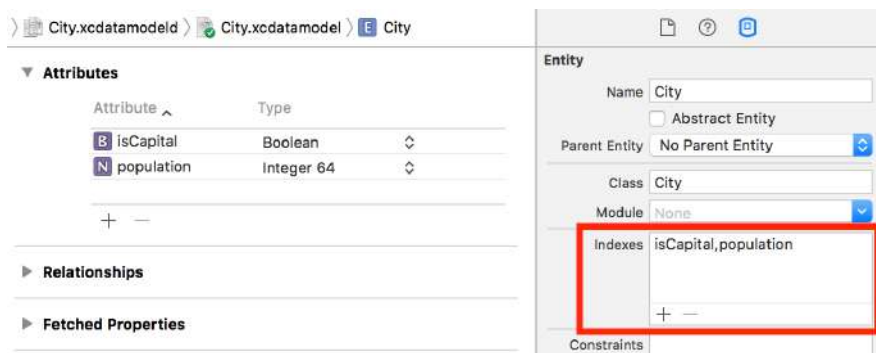 City.xcdatamodeld City.xcdatamodel E City
Attributes
Attribute Type
B isCapital Boolean
N population Integer 64
+ —
Relationships
Fetched Properties
Entity
Name City
Abstract Entity
Parent Entity No Parent Entity
Class City
Module None
Indexes isCapital,population
+ —
Constraints